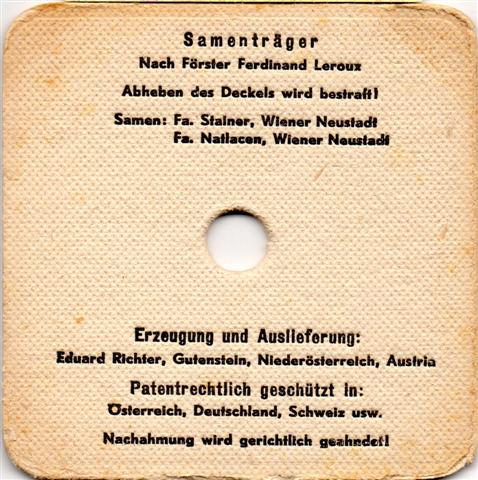 Samenträger
Nach Förster Ferdinand Leroux
Abheben des Deckels wird bestraft!
Samen: Fa. Stainer, Wiener Neustadt
Fa. Natlacen, Wiener Neustadt
Erzeugung und Auslieferung:
Eduard Richter, Gutenstein, Niederösterreich, Austria
Patentrechtlich geschützt in:
Österreich, Deutschland, Schweiz usw.
Nachahmung wird gerichtlich geahndet!